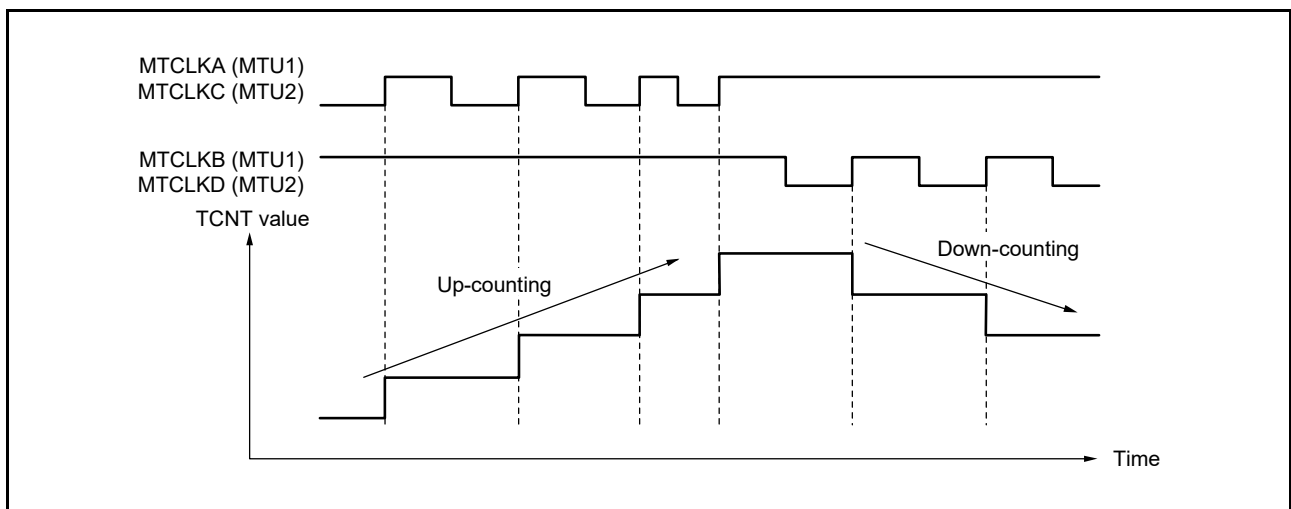 MTCLKA (MTU1)
MTCLKC (MTU2)
MTCLKB (MTU1)
MTCLKD (MTU2)
TCNT value
Down-counting
Up-counting
Time